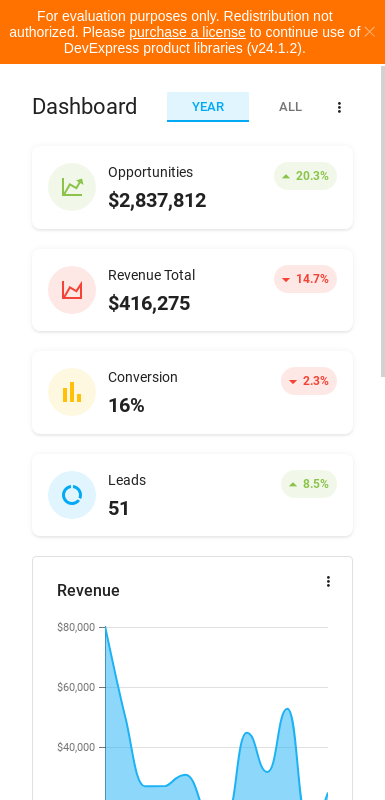 For evaluation purposes only. Redistribution not
authorized. Please purchase a license to continue use of
DevExpress product libraries (v24.1.2).
Dashboard
YEAR
ALL
Opportunities
20.3%
$2,837,812
Revenue Total
14.7%
$416,275
Conversion
2.3%
16%
Leads
8.5%
51
Revenue
$80,000
$60,000
$40,000